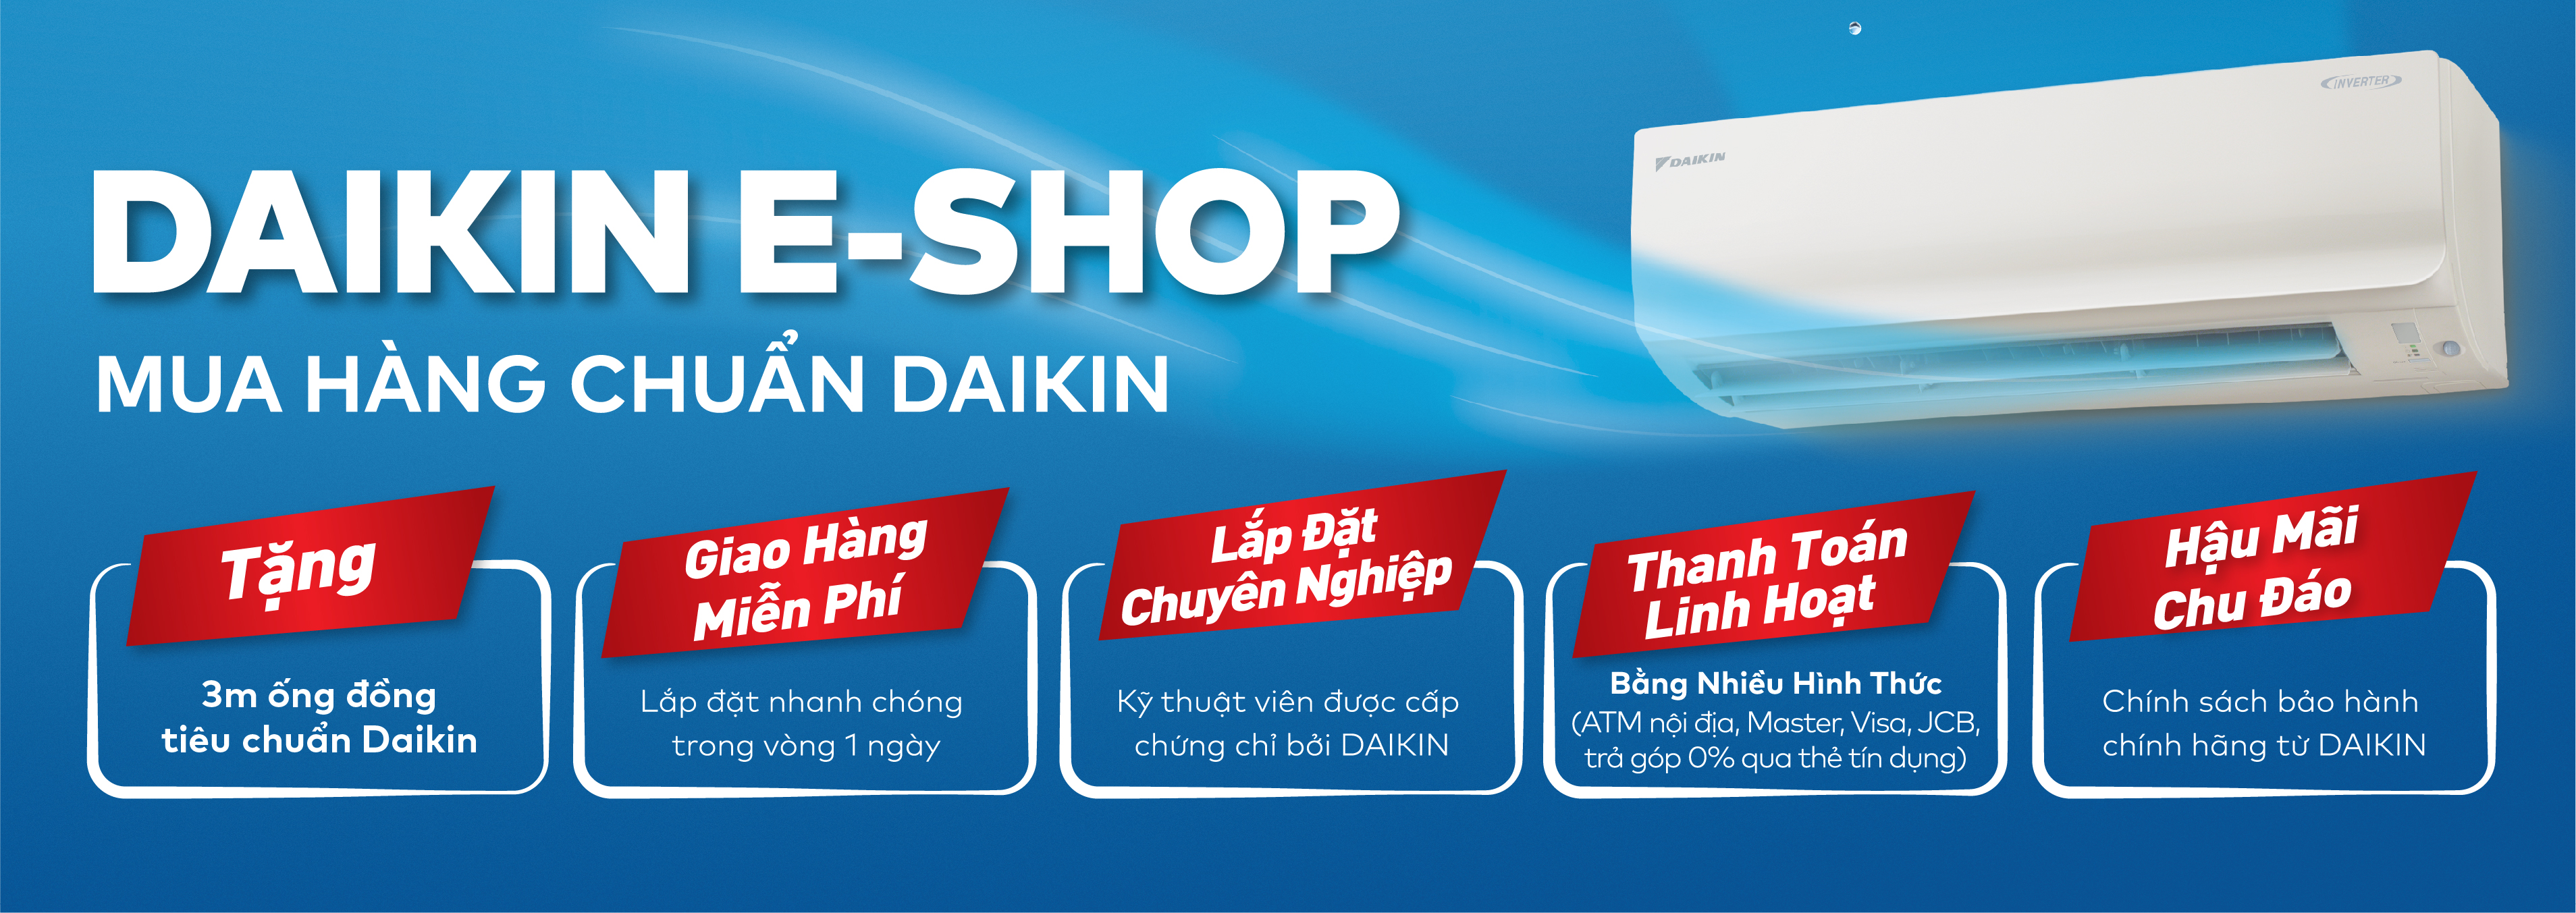 DAIKIN E-SHOP
MUA HÀNG CHUẨN DAIKIN
INVERTER
DAIKIN
Tặng
3m ống đồng
tiêu chuẩn Daikin
Giao Hàng
Miễn Phí
Lắp đặt nhanh chóng
trong vòng 1 ngày
Lắp Đặt
Chuyên Nghiệp
Kỹ thuật viên được cấp
chứng chỉ bởi DAIKIN
Thanh Toán
Linh Hoạt
Bằng Nhiều Hình Thức
(ATM nội địa, Master, Visa, JCB,
trả góp 0% qua thẻ tín dụng)
Hậu Mãi
Chu Đáo
Chính sách bảo hành
chính hãng từ DAIKIN